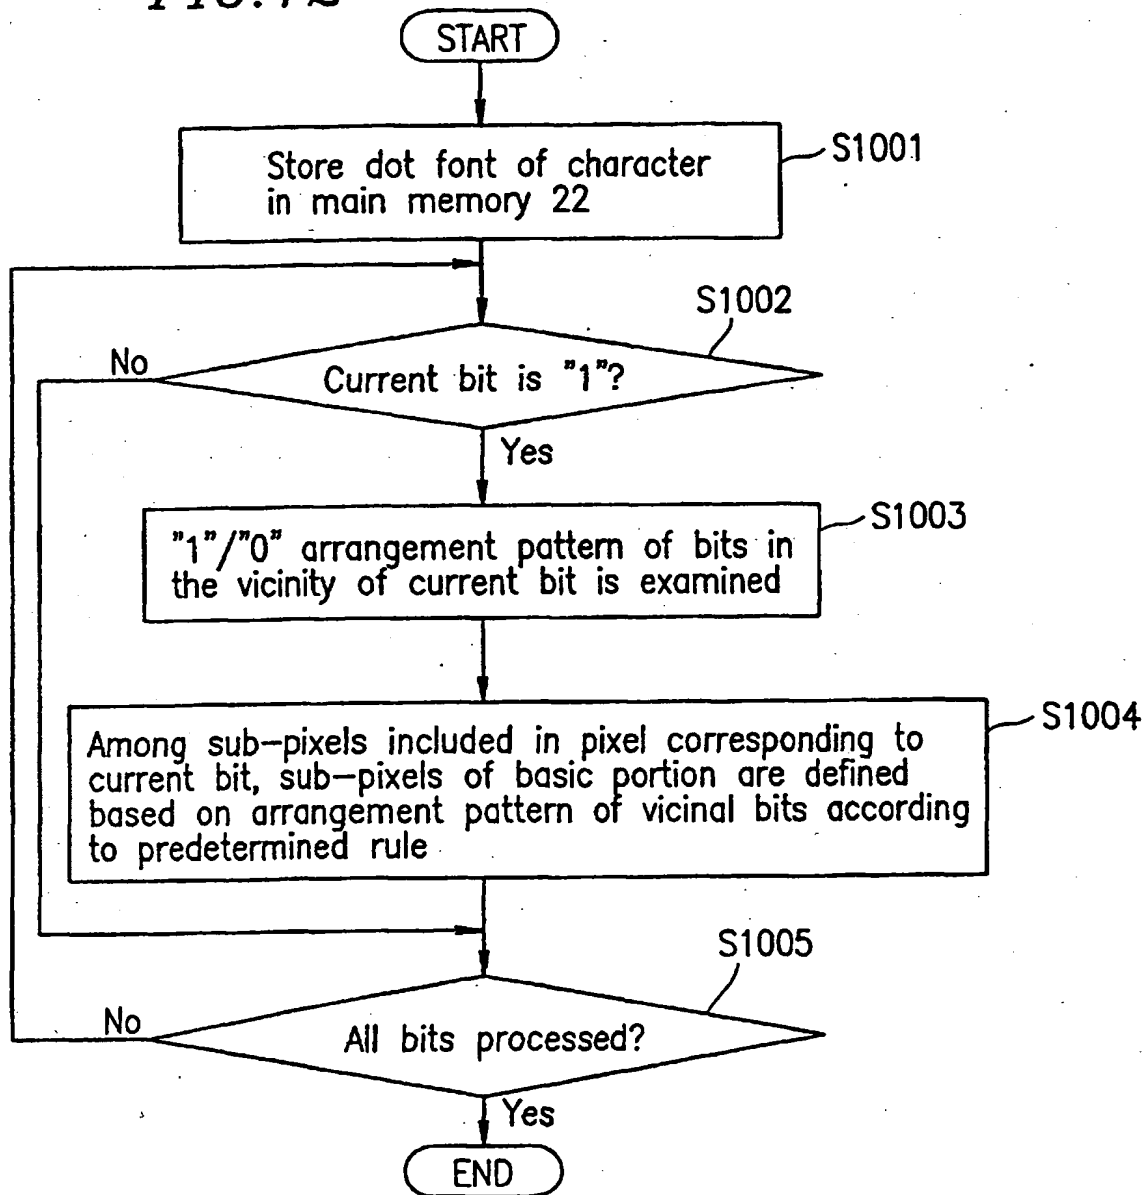 START
Store dot font of character
in main memory 22
S1001
S1002
No
Current bit is "1"?
Yes
S1003
"1"/"0" arrangement pattern of bits in
the vicinity of current bit is examined
S1004
Among sub-pixels included in pixel corresponding to
current bit, sub-pixels of basic portion are defined
based on arrangement pattern of vicinal bits according
to predetermined rule
S1005
No
All bits processed?
Yes
END